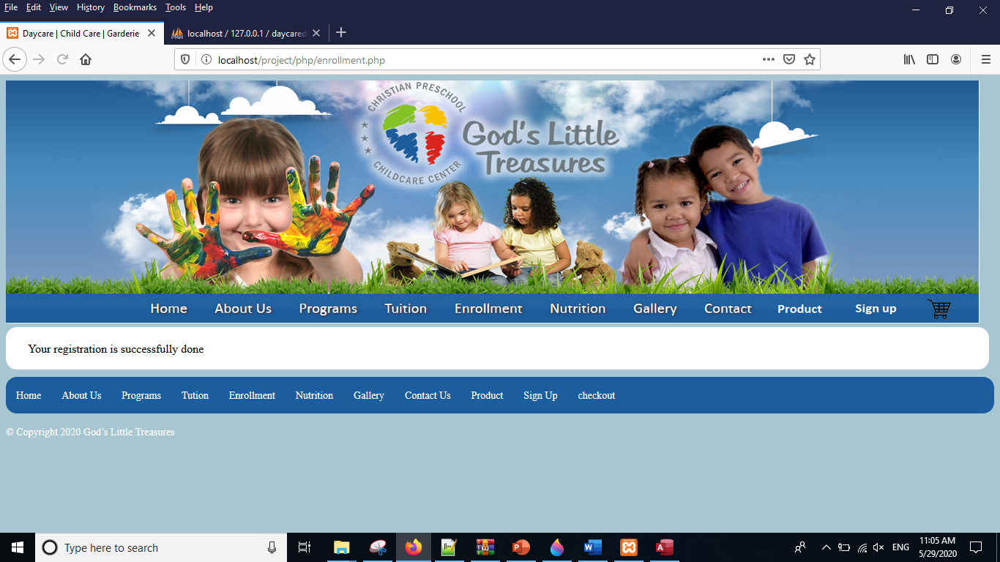 File Edit View History Bookmarks Tools Help
Daycare | Child Care | Garderie
localhost / 127.0.0.1 / daycared
localhost/project/php/enrollment.php
CHRISTIAN PRESCHOOL
God's Little
Treasures
CHILDCARE CENTER
Home About Us Programs Tuition Enrollment Nutrition Gallery Contact Product Sign up
Your registration is successfully done
Home About Us Programs Tution Enrollment Nutrition Gallery Contact Us Product Sign Up checkout
© Copyright 2020 God’s Little Treasures
Type here to search
ENG
11:05 AM
5/29/2020